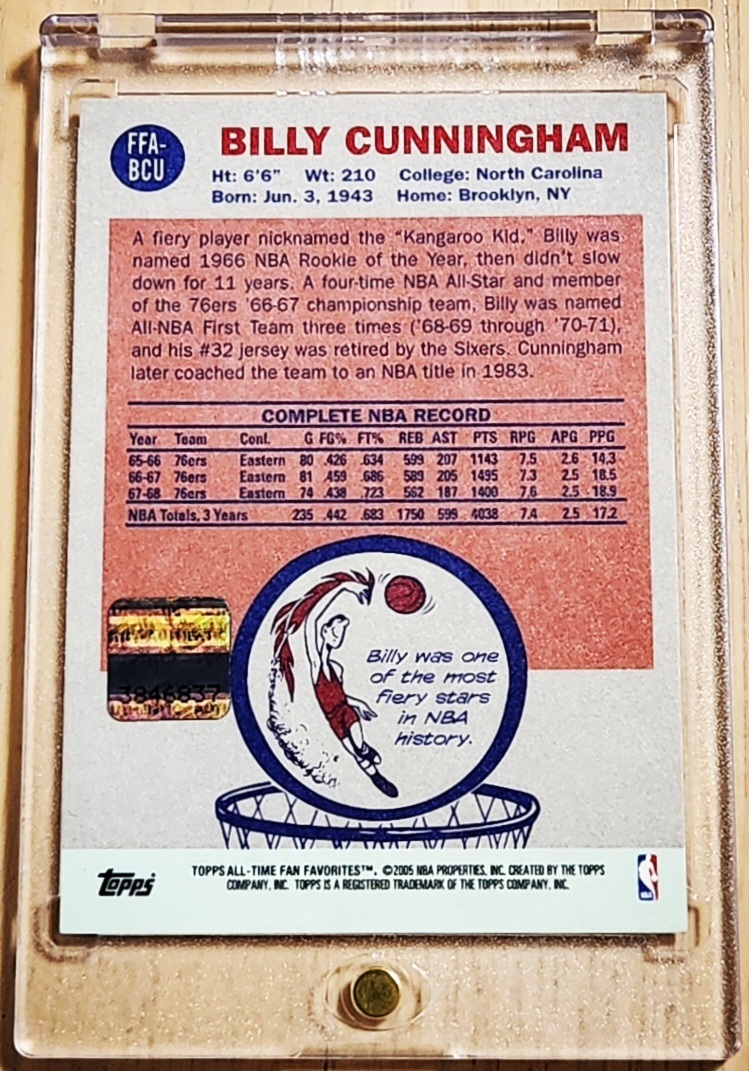 FFA-
BCU
BILLY CUNNINGHAM
Ht: 6'6" Wt: 210 College: North Carolina
Born: Jun. 3, 1943 Home: Brooklyn, NY
A fiery player nicknamed the "Kangaroo Kid," Billy was
named 1966 NBA Rookie of the Year, then didn't slow
down for 11 years. A four-time NBA All-Star and member
of the 76ers '66-67 championship team, Billy was named
All-NBA First Team three times ('68-69 through '70-71),
and his #32 jersey was retired by the Sixers. Cunningham
later coached the team to an NBA title in 1983.
COMPLETE NBA RECORD
Year Team Conf. G FG% FT% REB AST PTS RPG APG PPG
65-66 76ers Eastern 80 .426 .634 599 207 1143 7.5 2.6 14.3
66-67 76ers Eastern 81 .459 .686 589 205 1495 7.3 2.5 18.5
67-68 76ers Eastern 74 .438 .723 562 187 1400 7.6 2.5 18.9
NBA Totals, 3 Years 235 .442 .683 1750 599 4038 7.4 2.5 17.2
Billy was one
of the most
fiery stars
in NBA
history.
3846837
Topps
TOPPS ALL-TIME FAN FAVORITES™. ©2005 NBA PROPERTIES, INC. CREATED BY THE TOPPS
COMPANY, INC. TOPPS IS A REGISTERED TRADEMARK OF THE TOPPS COMPANY, INC.
NBA